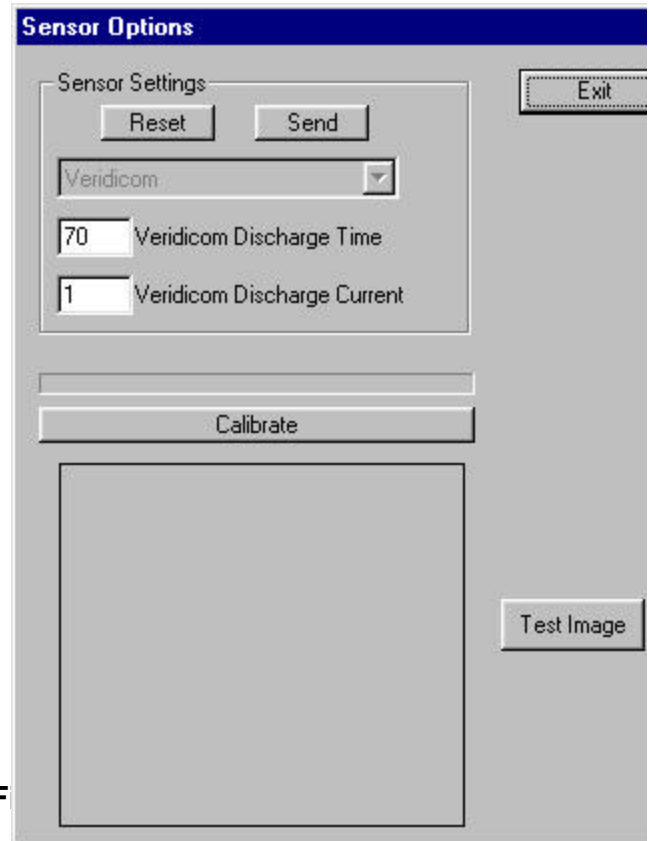 Sensor Options
Sensor Settings
Exit
Reset Send
Veridicom
70 Veridicom Discharge Time
1 Veridicom Discharge Current
Calibrate
Test Image